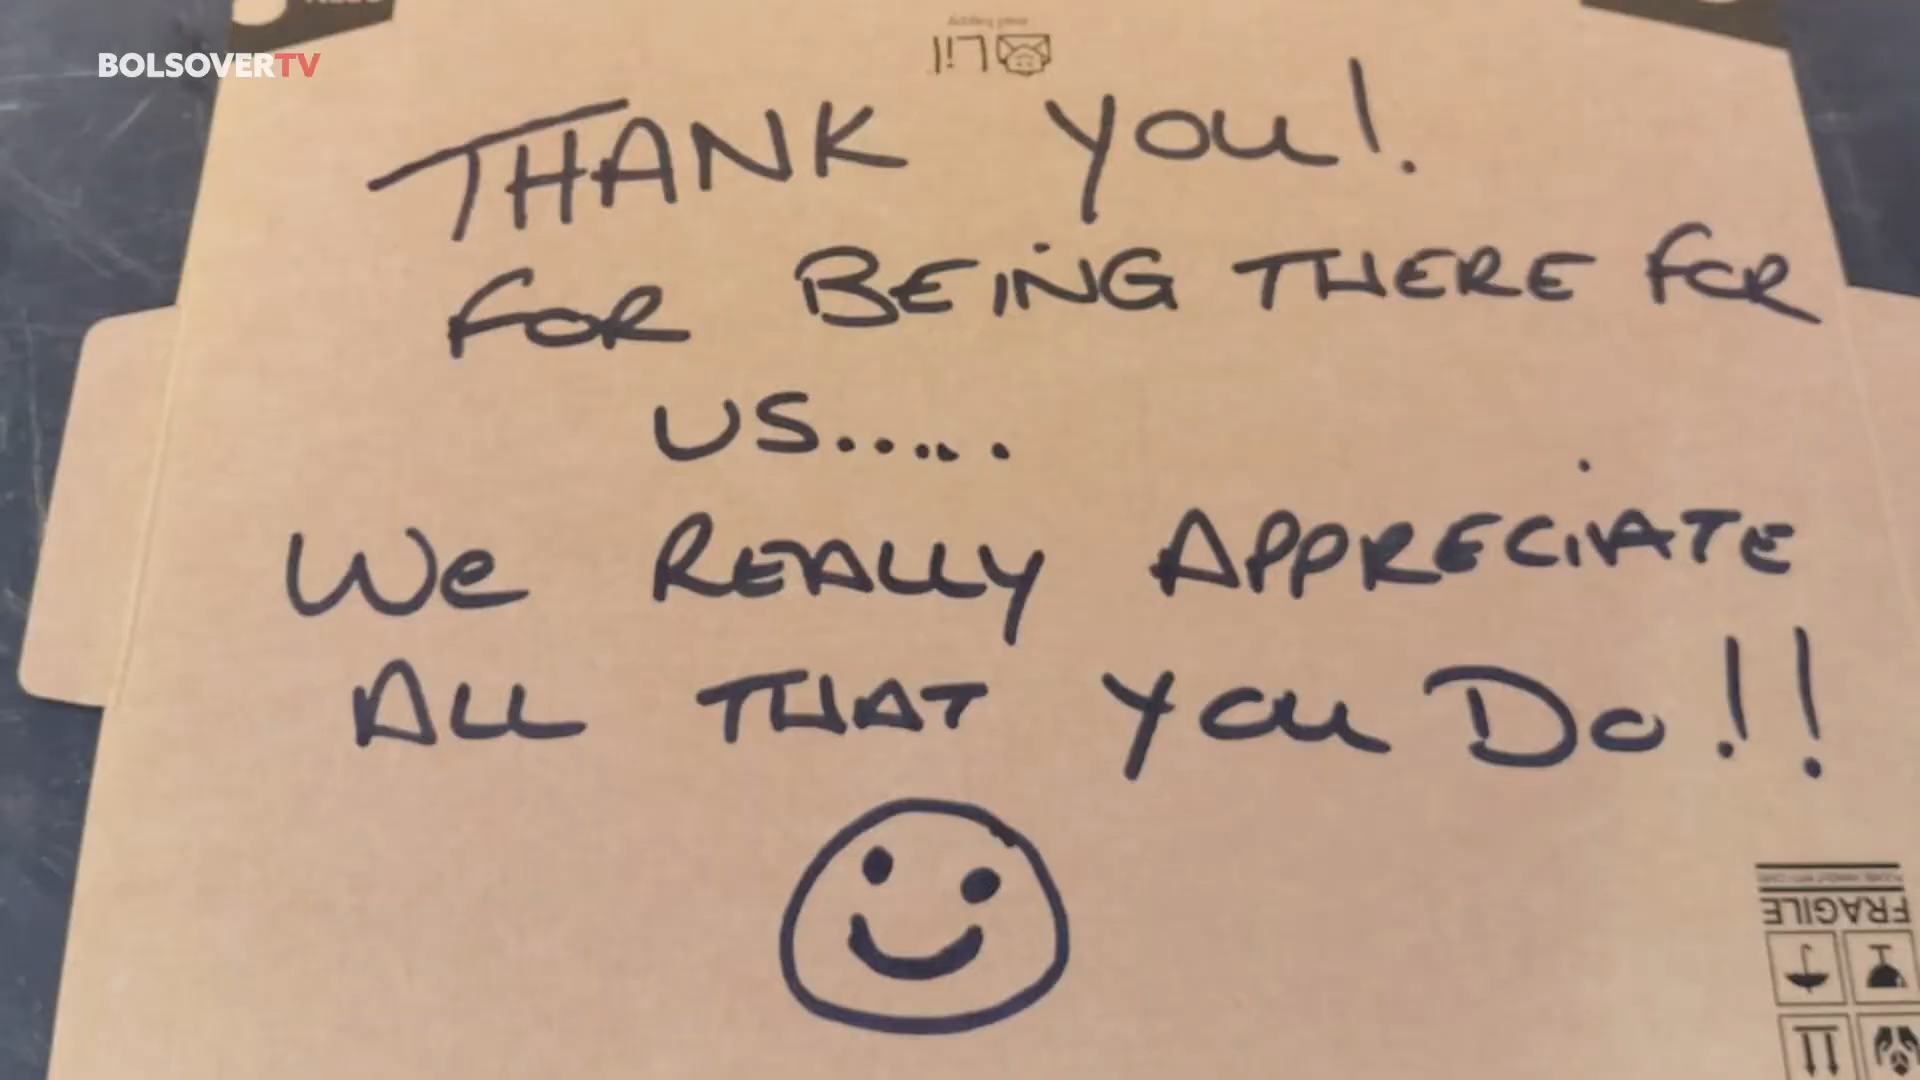 BOLSOVERTV
THANK YOU!
FOR BEING THERE FOR
US.....
We REALLY APPRECIATE
ALL THAT YOU DO!!
FRAGILE